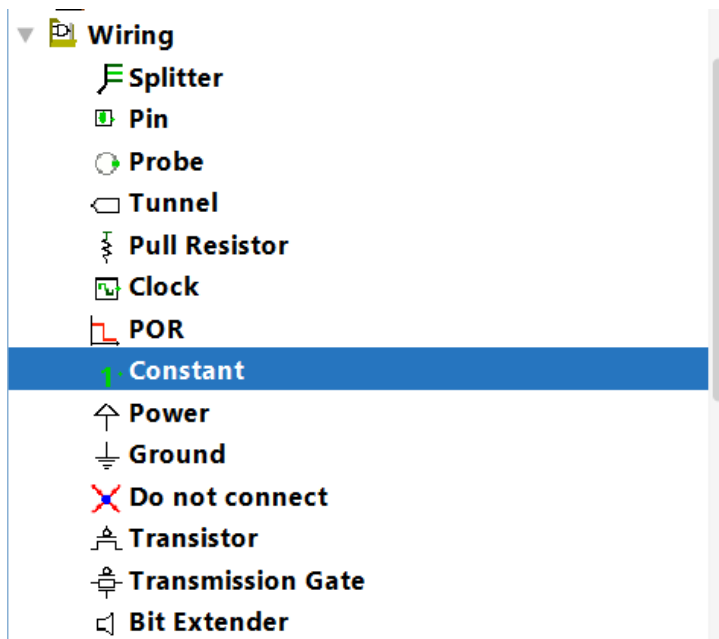 Wiring
Splitter
Pin
Probe
Tunnel
Pull Resistor
Clock
POR
1 Constant
Power
Ground
Do not connect
Transistor
Transmission Gate
Bit Extender